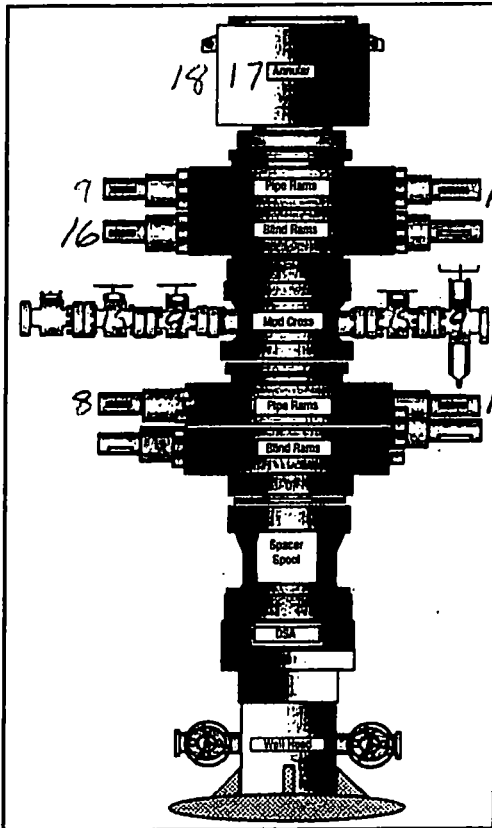 18 17 Annular
7 Pipe Rams
16 Blind Rams
Mud Cross
8 Pipe Rams
Blind Rams
Spacer
Spool
DSA
Well Head